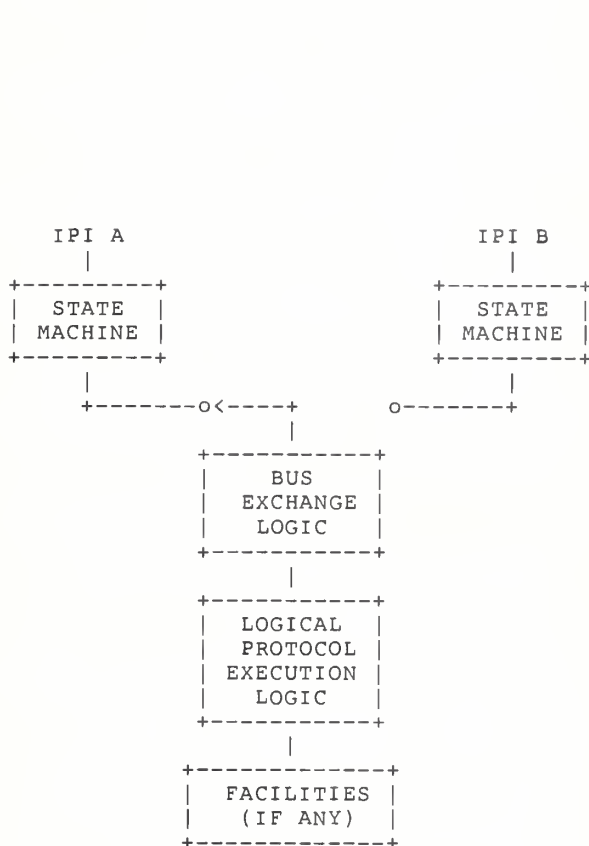 IPI A
IPI B
STATE
MACHINE
STATE
MACHINE
BUS
EXCHANGE
LOGIC
LOGICAL
PROTOCOL
EXECUTION
LOGIC
FACILITIES
(IF ANY)